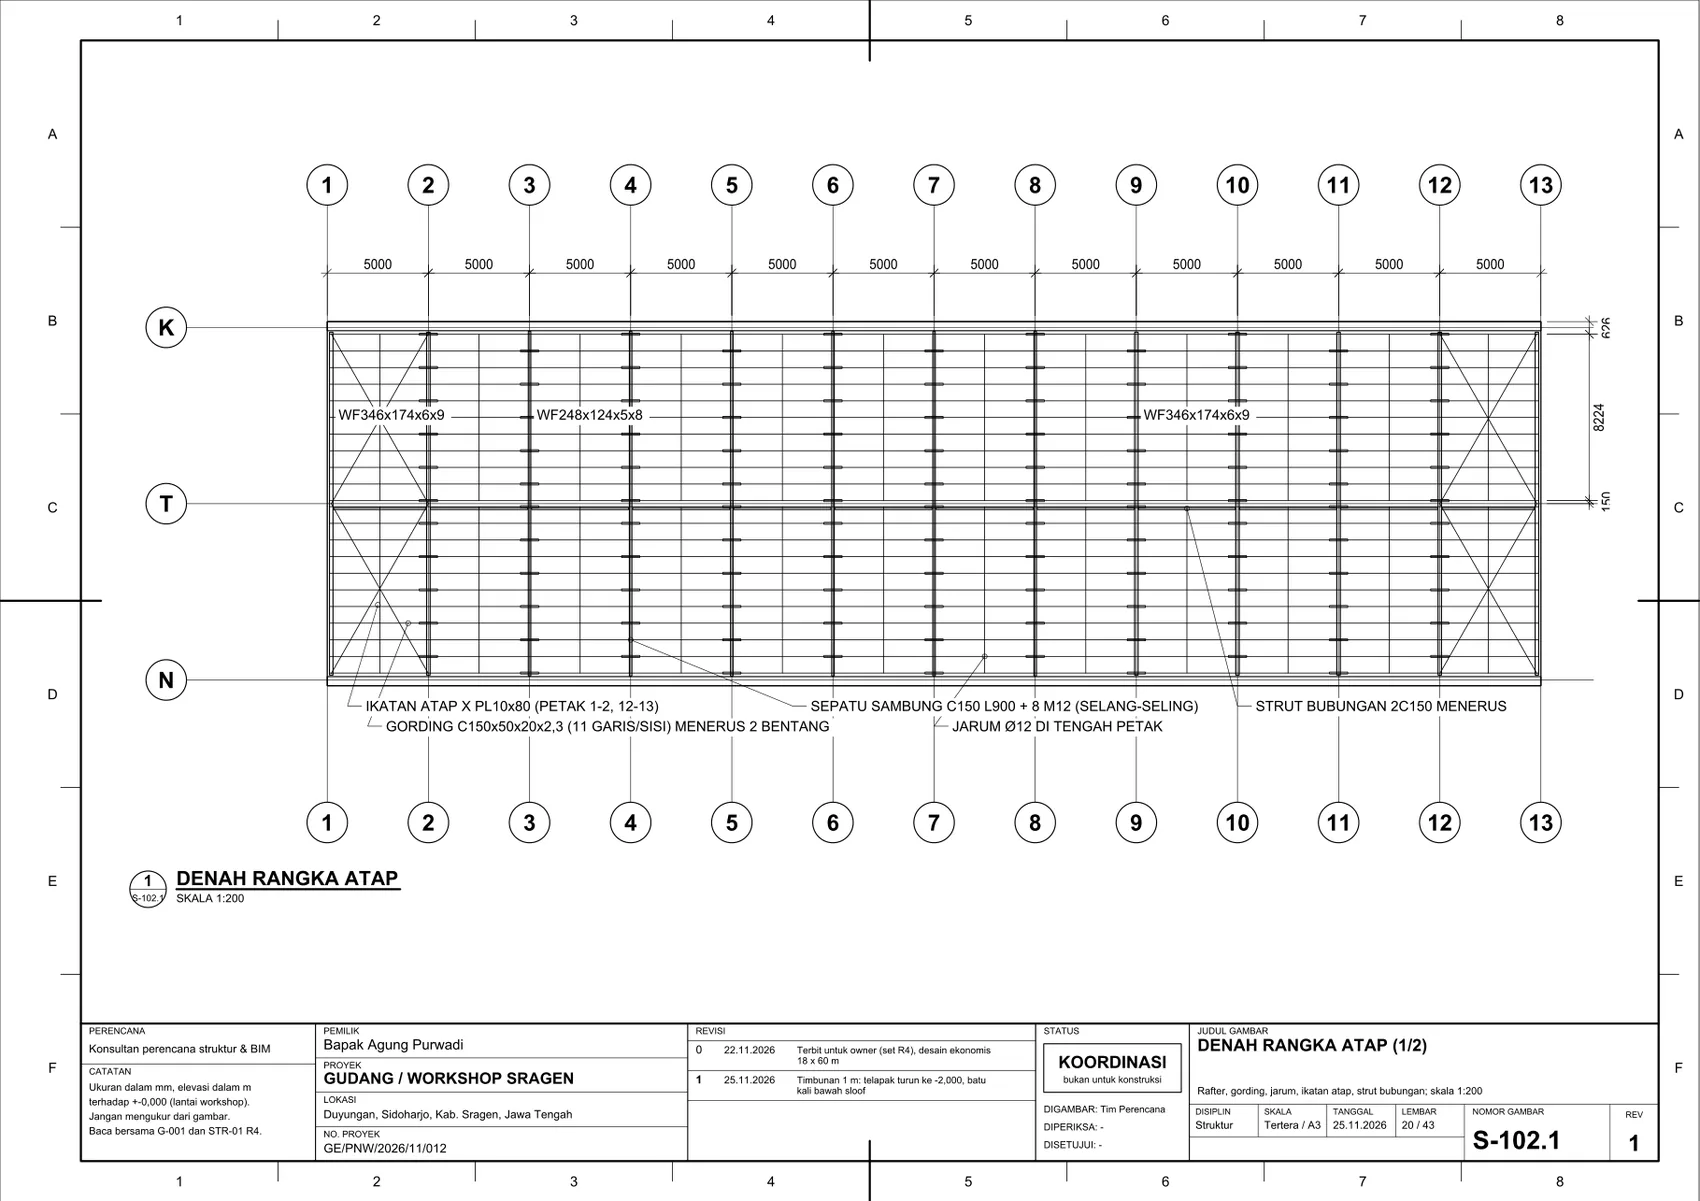 1 2 3 4 5 6 7 8
A A
1 2 3 4 5 6 7 8 9 10 11 12 13
5000 5000 5000 5000 5000 5000 5000 5000 5000 5000 5000 5000
B B
K
626
WF346x174x6x9 WF248x124x5x8 WF346x174x6x9
8224
T
150
C C
N
D D
IKATAN ATAP X PL10x80 (PETAK 1-2, 12-13)
GORDING C150x50x20x2,3 (11 GARIS/SISI) MENERUS 2 BENTANG
SEPATU SAMBUNG C150 L900 + 8 M12 (SELANG-SELING)
JARUM Ø12 DI TENGAH PETAK
STRUT BUBUNGAN 2C150 MENERUS
1 2 3 4 5 6 7 8 9 10 11 12 13
E E
1
S-102.1
DENAH RANGKA ATAP
SKALA 1:200
F F
PERENCANA
Konsultan perencana struktur & BIM
CATATAN
Ukuran dalam mm, elevasi dalam m
terhadap +-0,000 (lantai workshop).
Jangan mengukur dari gambar.
Baca bersama G-001 dan STR-01 R4.
PEMILIK
Bapak Agung Purwadi
PROYEK
GUDANG / WORKSHOP SRAGEN
LOKASI
Duyungan, Sidoharjo, Kab. Sragen, Jawa Tengah
NO. PROYEK
GE/PNW/2026/11/012
REVISI
0 22.11.2026 Terbit untuk owner (set R4), desain ekonomis
18 x 60 m
1 25.11.2026 Timbunan 1 m: telapak turun ke -2,000, batu
kali bawah sloof
STATUS
KOORDINASI
bukan untuk konstruksi
DIGAMBAR: Tim Perencana
DIPERIKSA: -
DISETUJUI: -
JUDUL GAMBAR
DENAH RANGKA ATAP (1/2)
Rafter, gording, jarum, ikatan atap, strut bubungan; skala 1:200
DISIPLIN SKALA TANGGAL LEMBAR NOMOR GAMBAR REV
Struktur Tertera / A3 25.11.2026 20 / 43 S-102.1 1
1 2 3 4 5 6 7 8